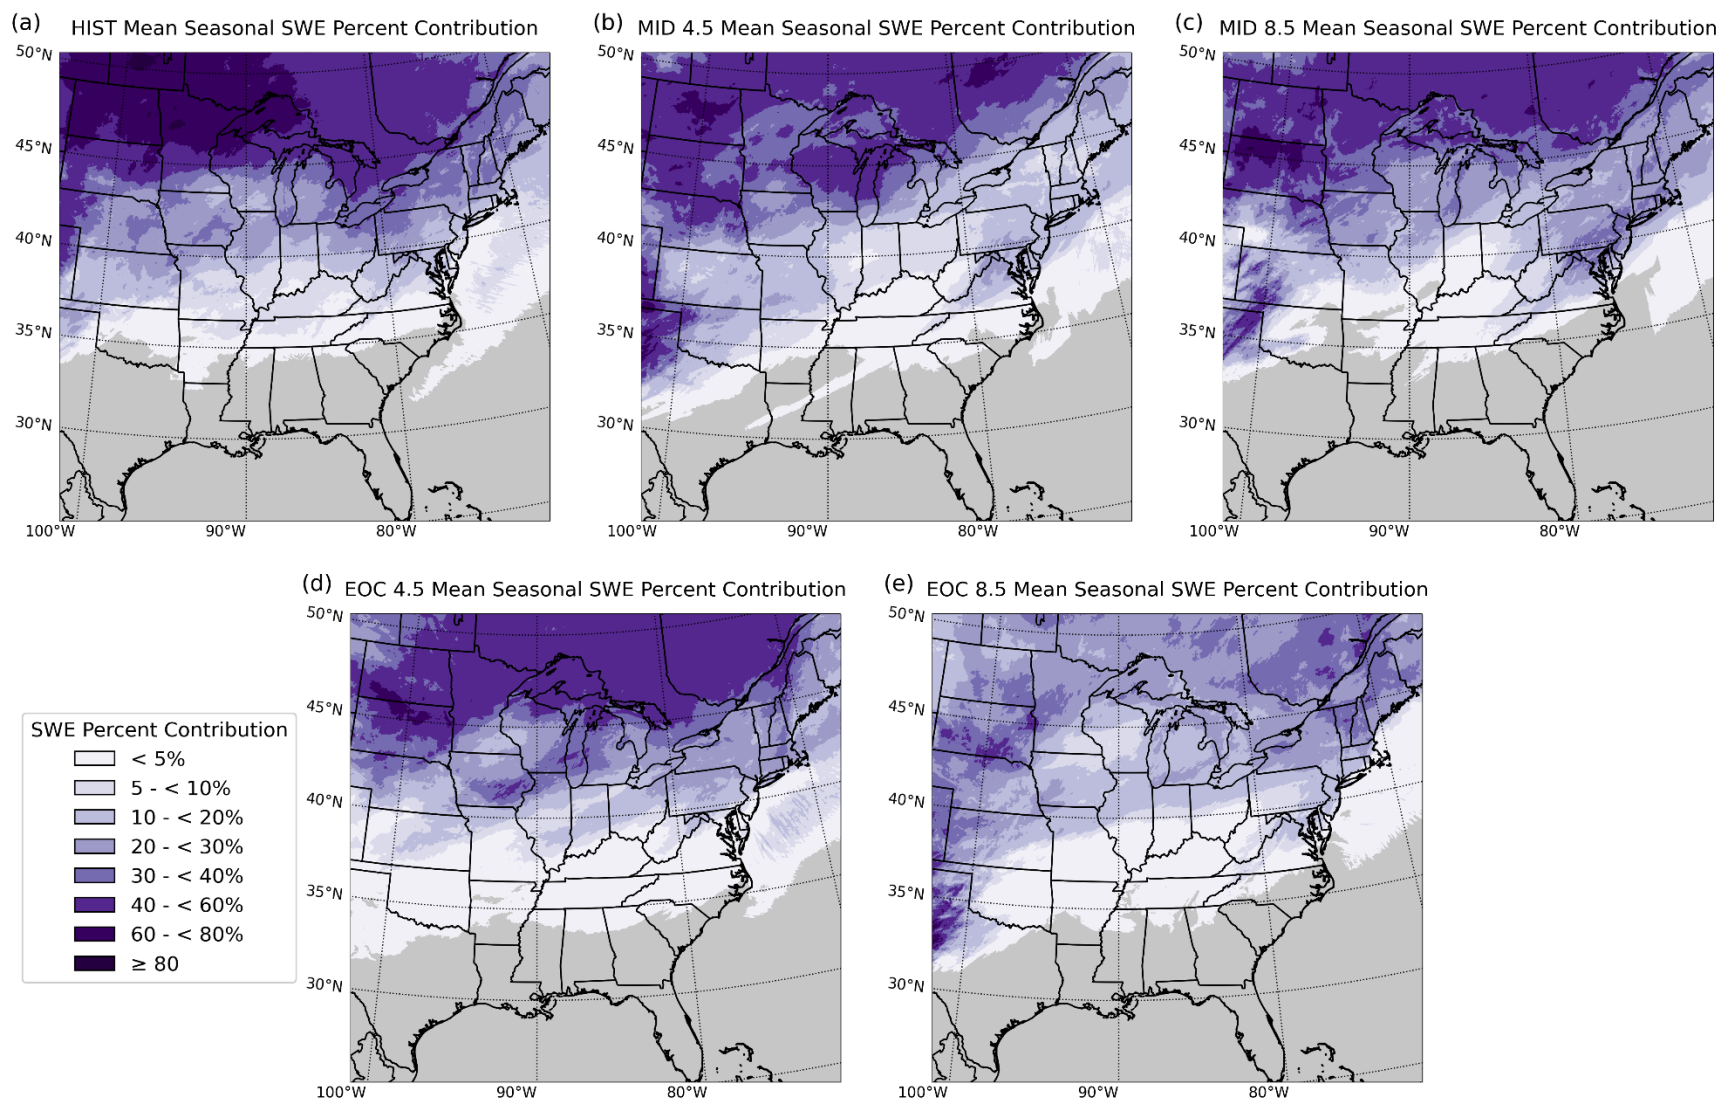 (a) HIST Mean Seasonal SWE Percent Contribution
50°N
45°N
40°N
35°N
30°N
100°W 90°W 80°W
(b) MID 4.5 Mean Seasonal SWE Percent Contribution
50°N
45°N
40°N
35°N
30°N
100°W 90°W 80°W
(c) MID 8.5 Mean Seasonal SWE Percent Contribution
50°N
45°N
40°N
35°N
30°N
100°W 90°W 80°W
SWE Percent Contribution
< 5%
5 - < 10%
10 - < 20%
20 - < 30%
30 - < 40%
40 - < 60%
60 - < 80%
≥ 80
(d) EOC 4.5 Mean Seasonal SWE Percent Contribution
50°N
45°N
40°N
35°N
30°N
100°W 90°W 80°W
(e) EOC 8.5 Mean Seasonal SWE Percent Contribution
50°N
45°N
40°N
35°N
30°N
100°W 90°W 80°W